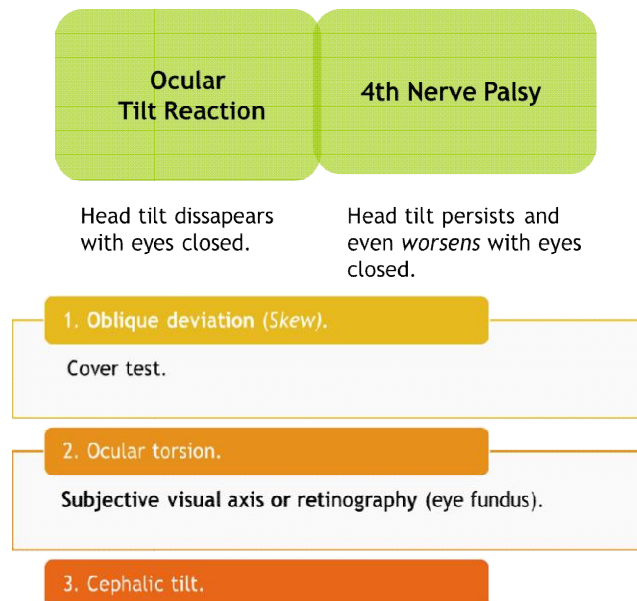 Ocular
Tilt Reaction
4th Nerve Palsy
Head tilt dissapears
with eyes closed.
Head tilt persists and
even worsens with eyes
closed.
1. Oblique deviation (Skew).
Cover test.
2. Ocular torsion.
Subjective visual axis or retinography (eye fundus).
3. Cephalic tilt.